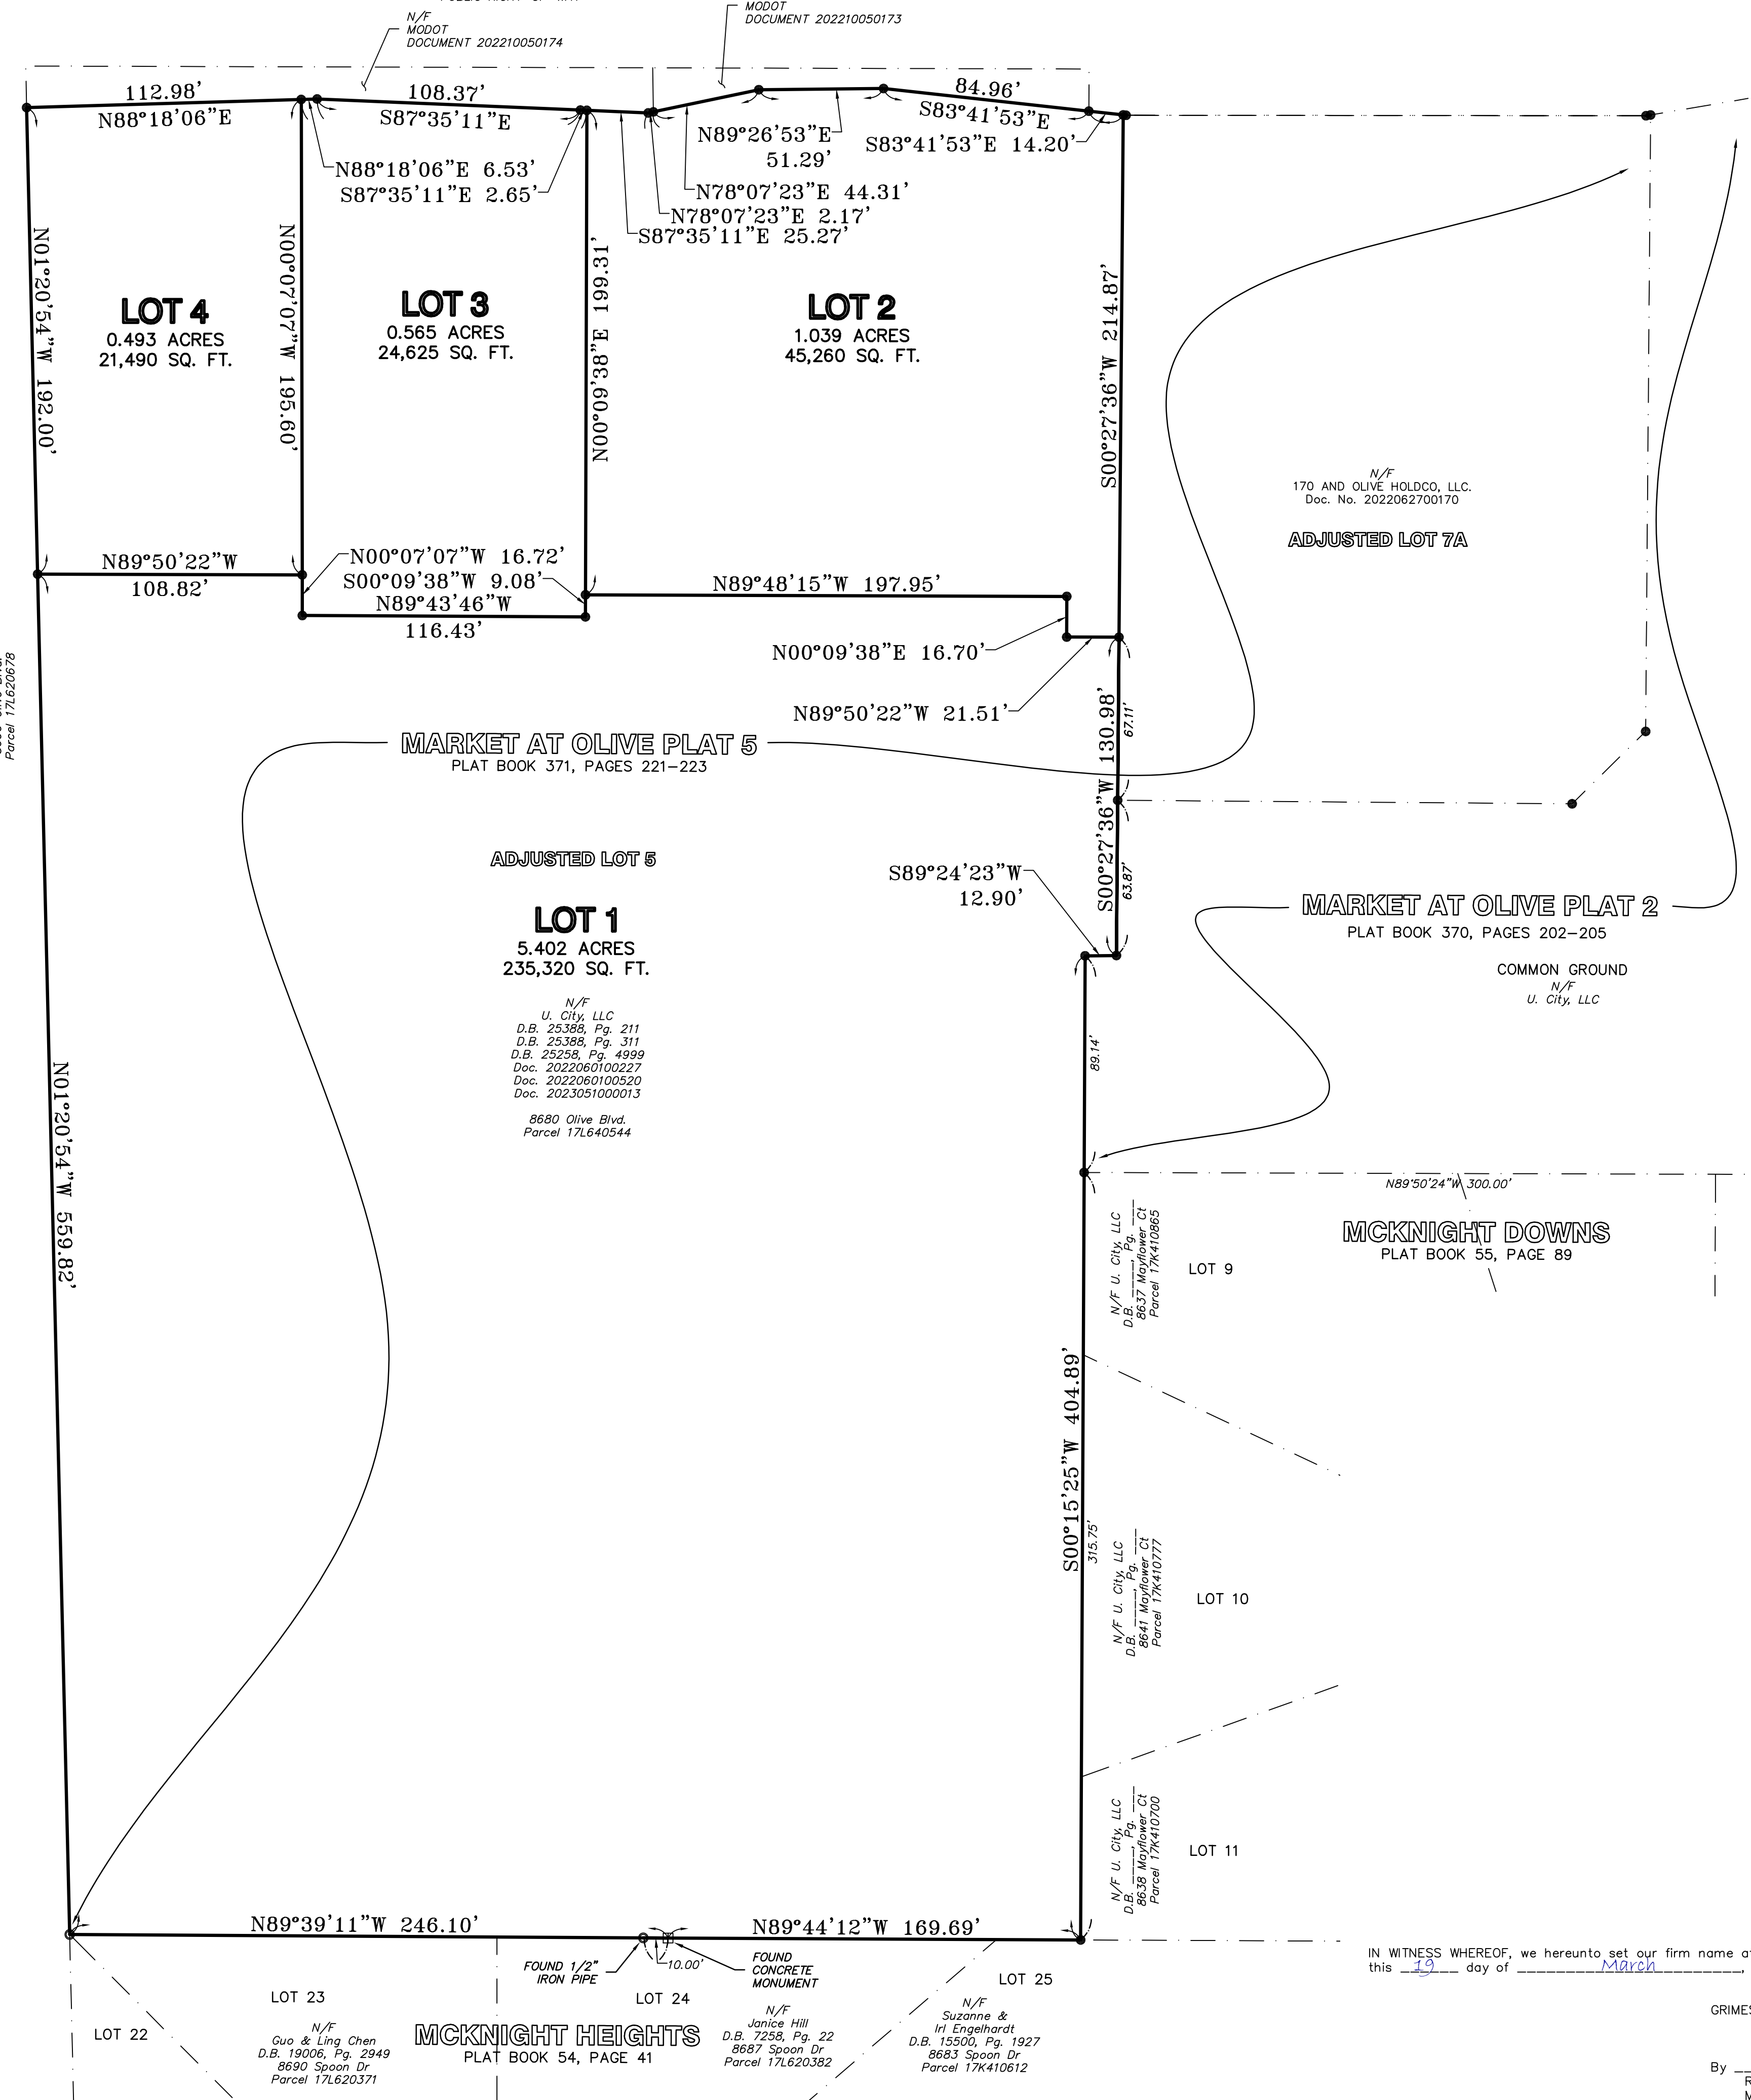 N/F
MODOT
DOCUMENT 202210050174
MODOT
DOCUMENT 202210050173
112.98'
N88°18'06"E
108.37'
S87°35'11"E
84.96'
S83°41'53"E
N89°26'53"E
51.29'
S83°41'53"E 14.20'
N88°18'06"E 6.53'
S87°35'11"E 2.65'
N78°07'23"E 44.31'
N78°07'23"E 2.17'
S87°35'11"E 25.27'
N01°20'54"W 192.00'
N00°07'07"W 195.60'
N00°09'38"E 199.31'
S00°27'36"W 214.87'
LOT 4
0.493 ACRES
21,490 SQ. FT.
LOT 3
0.565 ACRES
24,625 SQ. FT.
LOT 2
1.039 ACRES
45,260 SQ. FT.
N/F
170 AND OLIVE HOLDCO, LLC.
Doc. No. 2022062700170
ADJUSTED LOT 7A
N89°50'22"W
108.82'
N00°07'07"W 16.72'
S00°09'38"W 9.08'
N89°43'46"W
116.43'
N89°48'15"W 197.95'
N00°09'38"E 16.70'
N89°50'22"W 21.51'
Parcel 17L620678
S00°27'36"W 130.98'
67.11'
63.87'
MARKET AT OLIVE PLAT 5
PLAT BOOK 371, PAGES 221-223
ADJUSTED LOT 5
LOT 1
5.402 ACRES
235,320 SQ. FT.
N/F
U. City, LLC
D.B. 25388, Pg. 211
D.B. 25388, Pg. 311
D.B. 25258, Pg. 4999
Doc. 2022060100227
Doc. 2022060100520
Doc. 2023051000013
8680 Olive Blvd.
Parcel 17L640544
S89°24'23"W
12.90'
MARKET AT OLIVE PLAT 2
PLAT BOOK 370, PAGES 202-205
COMMON GROUND
N/F
U. City, LLC
89.14'
N01°20'54"W 559.82'
N89°50'24"W 300.00'
MCKNIGHT DOWNS
PLAT BOOK 55, PAGE 89
N/F U. City, LLC
D.B. _____, Pg. ____
8637 Mayflower Ct
Parcel 17K410865
LOT 9
S00°15'25"W 404.89'
315.75'
N/F U. City, LLC
D.B. _____, Pg. ____
8641 Mayflower Ct
Parcel 17K410777
LOT 10
N/F U. City, LLC
D.B. _____, Pg. ____
8638 Mayflower Ct
Parcel 17K410700
LOT 11
N89°39'11"W 246.10'
N89°44'12"W 169.69'
FOUND 1/2"
IRON PIPE
10.00'
FOUND
CONCRETE
MONUMENT
LOT 22
LOT 23
N/F
Guo & Ling Chen
D.B. 19006, Pg. 2949
8690 Spoon Dr
Parcel 17L620371
LOT 24
MCKNIGHT HEIGHTS
PLAT BOOK 54, PAGE 41
N/F
Janice Hill
D.B. 7258, Pg. 22
8687 Spoon Dr
Parcel 17L620382
LOT 25
N/F
Suzanne &
Irl Engelhardt
D.B. 15500, Pg. 1927
8683 Spoon Dr
Parcel 17K410612
IN WITNESS WHEREOF, we hereunto set our firm name a
this 19 day of March,
GRIMES
By